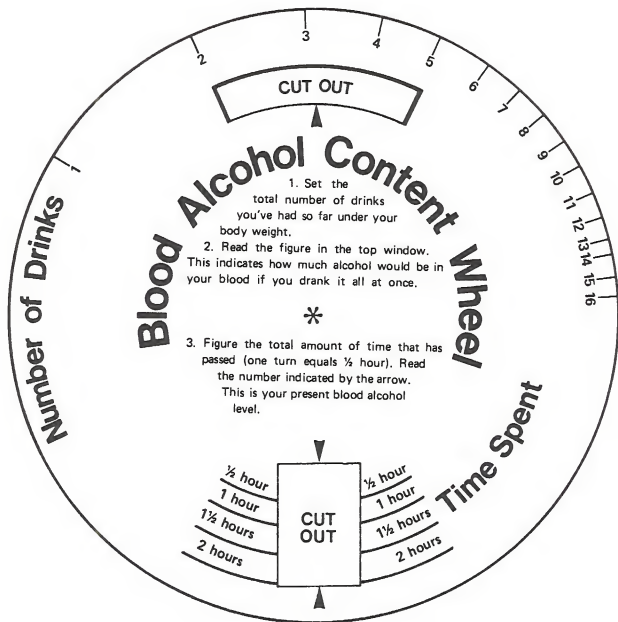 1
2
3
4
5
6
7
8
9
10
11
12
13
14
15
16
Number of Drinks
CUT OUT
Blood Alcohol Content Wheel
1. Set the
total number of drinks
you've had so far under your
body weight.
2. Read the figure in the top window.
This indicates how much alcohol would be in
your blood if you drank it all at once.
*
3. Figure the total amount of time that has
passed (one turn equals ½ hour). Read
the number indicated by the arrow.
This is your present blood alcohol
level.
Time Spent
½ hour
1 hour
1½ hours
2 hours
CUT
OUT
½ hour
1 hour
1½ hours
2 hours